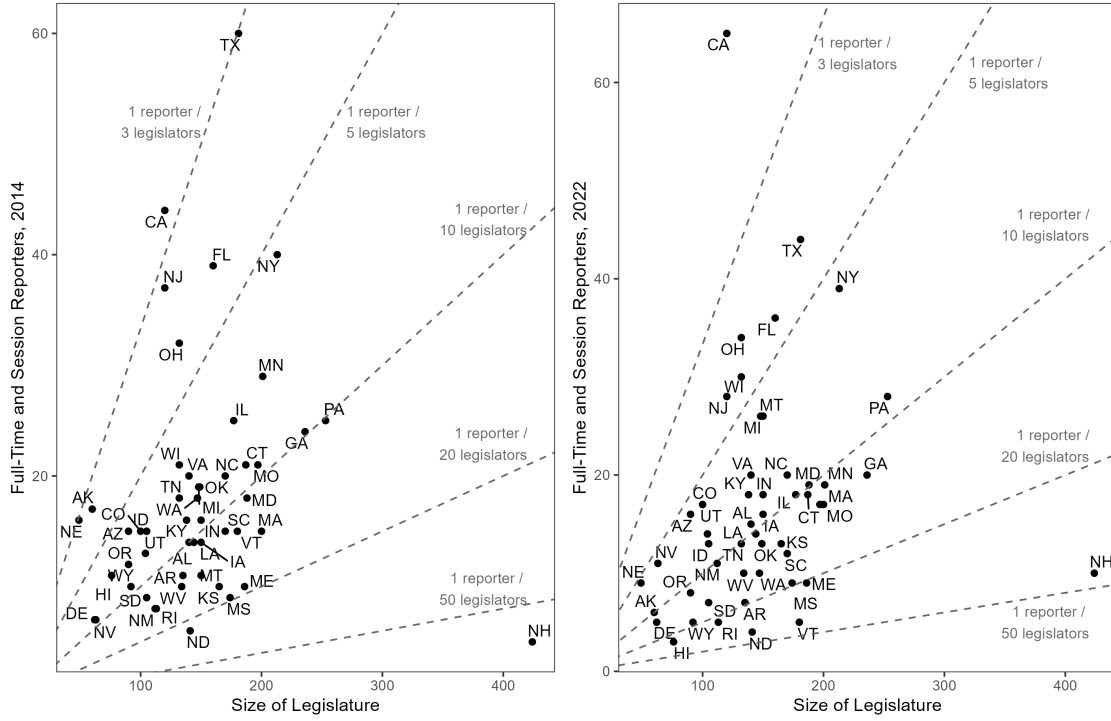 Full-Time and Session Reporters, 2014
60
40
20
TX
1 reporter /
3 legislators
1 reporter /
5 legislators
CA
1 reporter /
10 legislators
FL
NY
NJ
OH
MN
IL
PA
GA
1 reporter /
20 legislators
WI
VA
NC
CT
MO
AK
TN
OK
WA
MI
MD
NE
CO
ID
AZ
UT
KY
IN
SC
MA
VT
OR
AL
LA
IA
WY
HI
AR
MT
ME
1 reporter /
50 legislators
SD
WV
KS
MS
DE
NV
NM
RI
ND
NH
100
200
300
400
Size of Legislature
Full-Time and Session Reporters, 2022
60
40
20
0
CA
1 reporter /
3 legislators
1 reporter /
5 legislators
TX
1 reporter /
10 legislators
NY
FL
OH
WI
NJ
MT
MI
PA
1 reporter /
20 legislators
VA
NC
MD
MN
GA
KY
IN
CO
IL
MA
AZ
UT
AL
IA
CT
MO
LA
NV
ID
TN
OK
KS
NH
NE
OR
NM
WV
WA
SC
ME
AK
SD
AR
MS
1 reporter /
50 legislators
DE
WY
RI
ND
VT
HI
100
200
300
400
Size of Legislature